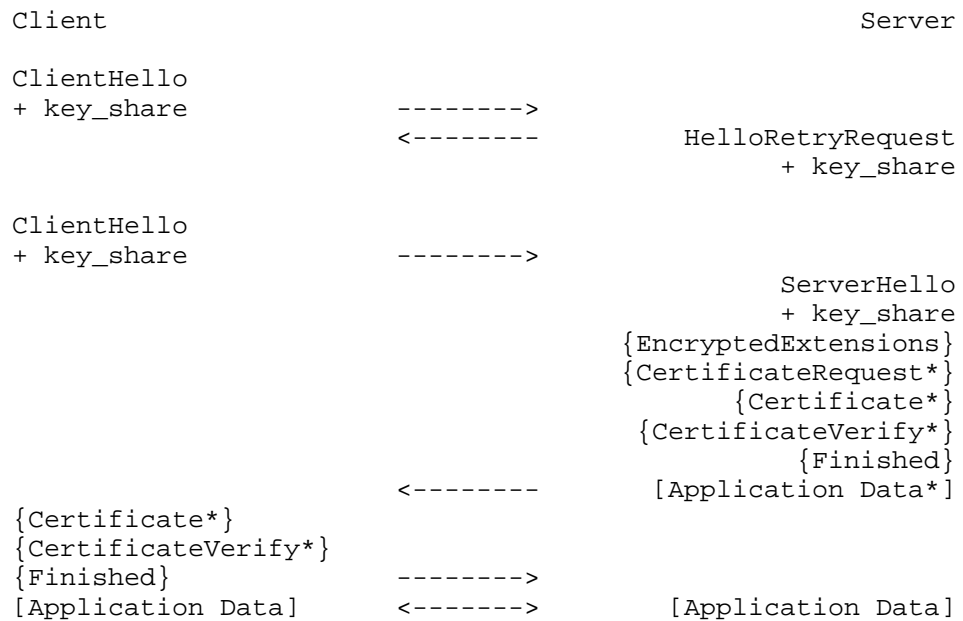 Client                                               Server

ClientHello
+ key_share             -------->
                        <--------         HelloRetryRequest
                                                + key_share

ClientHello
+ key_share             -------->
                                                ServerHello
                                                + key_share
                                      {EncryptedExtensions}
                                      {CertificateRequest*}
                                             {Certificate*}
                                       {CertificateVerify*}
                                                 {Finished}
                        <--------       [Application Data*]
{Certificate*}
{CertificateVerify*}
{Finished}              -------->
[Application Data]      <------->        [Application Data]